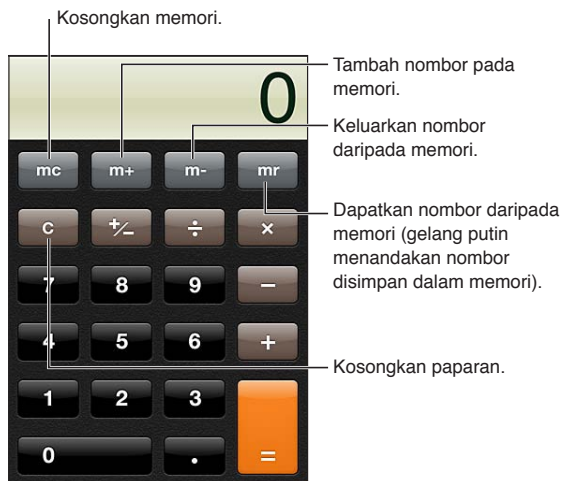 Kosongkan memori.
Tambah nombor pada
memori.
0
Keluarkan nombor
daripada memori.
mc m+ m- mr
Dapatkan nombor daripada
memori (gelang putin
menandakan nombor
disimpan dalam memori).
C +/− ÷ ×
7 8 9 −
4 5 6 +
Kosongkan paparan.
1 2 3
0 . =